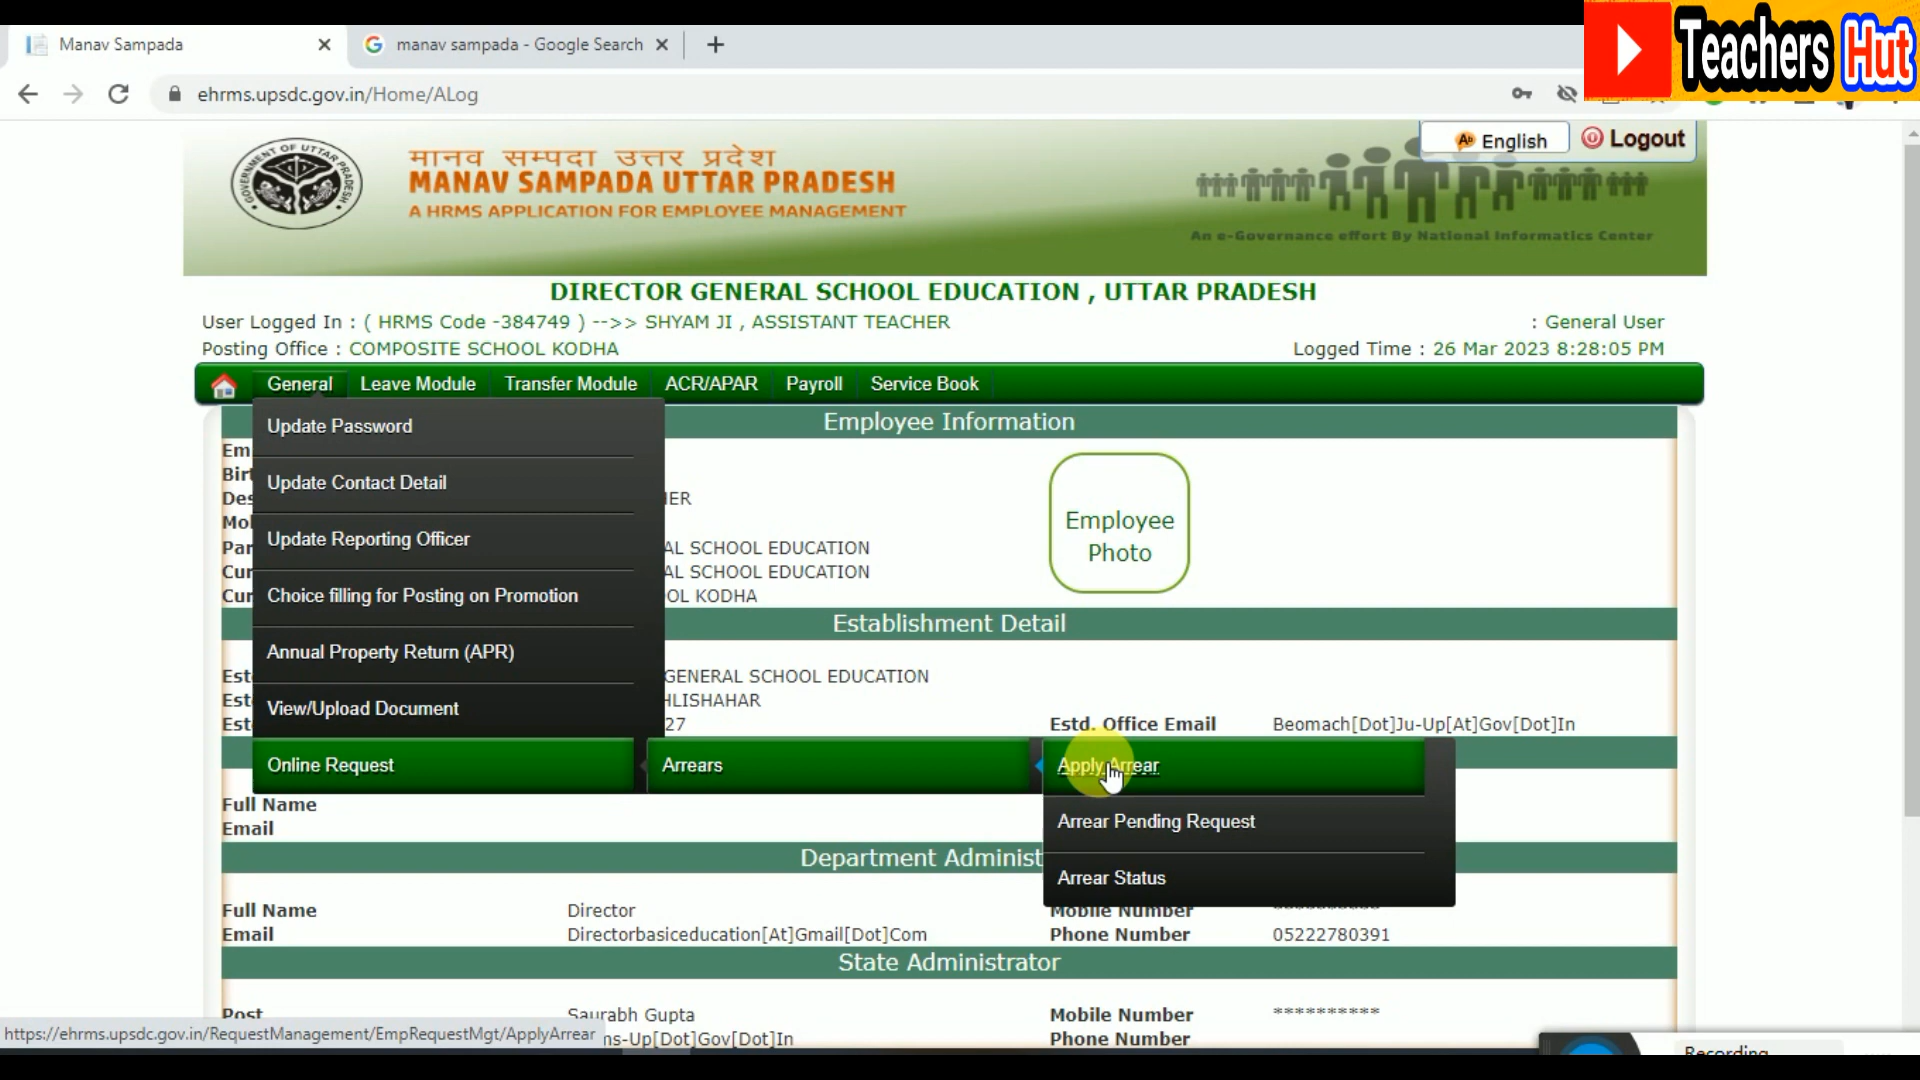 Manav Sampada
manav sampada - Google Search
Teachers Hut
ehrms.upsdc.gov.in/Home/ALog
GOVERNMENT OF UTTAR PRADESH
मानव सम्पदा उत्तर प्रदेश
MANAV SAMPADA UTTAR PRADESH
A HRMS APPLICATION FOR EMPLOYEE MANAGEMENT
English
Logout
An e-Governance effort By National Informatics Center
DIRECTOR GENERAL SCHOOL EDUCATION , UTTAR PRADESH
User Logged In : ( HRMS Code -384749 ) -->> SHYAM JI , ASSISTANT TEACHER
: General User
Posting Office : COMPOSITE SCHOOL KODHA
Logged Time : 26 Mar 2023 8:28:05 PM
General Leave Module Transfer Module ACR/APAR Payroll Service Book
Employee Information
Update Password
Update Contact Detail
Update Reporting Officer
Choice filling for Posting on Promotion
Annual Property Return (APR)
View/Upload Document
Online Request
Arrears
Apply Arrear
Arrear Pending Request
Arrear Status
SCHOOL EDUCATION
SCHOOL EDUCATION
KODHA
Employee
Photo
Establishment Detail
GENERAL SCHOOL EDUCATION
27
Estd. Office Email Beomach[Dot]Ju-Up[At]Gov[Dot]In
Full Name
Email
Department
Full Name Director Mobile Number **********
Email Directorbasiceducation[At]Gmail[Dot]Com Phone Number 05222780391
State Administrator
Post Saurabh Gupta Mobile Number **********
ms-Up[Dot]Gov[Dot]In Phone Number
https://ehrms.upsdc.gov.in/RequestManagement/EmpRequestMgt/ApplyArrear
Recording